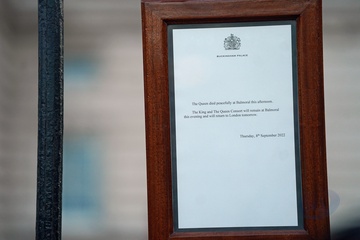 BUCKINGHAM PALACE
The Queen died peacefully at Balmoral this afternoon.
The King and The Queen Consort will remain at Balmoral
this evening and will return to London tomorrow.
Thursday, 8th September 2022